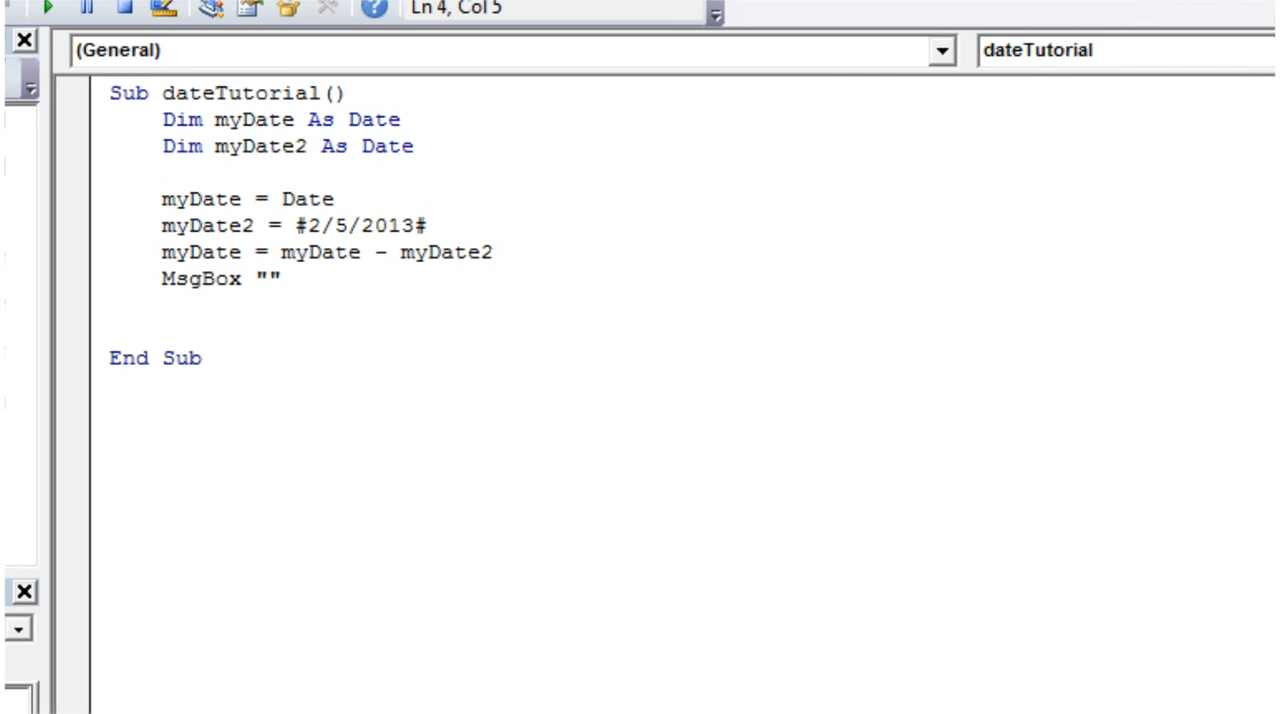 Ln 4, Col 5
(General)
dateTutorial
Sub dateTutorial()
    Dim myDate As Date
    Dim myDate2 As Date
    myDate = Date
    myDate2 = #2/5/2013#
    myDate = myDate - myDate2
    MsgBox ""
End Sub